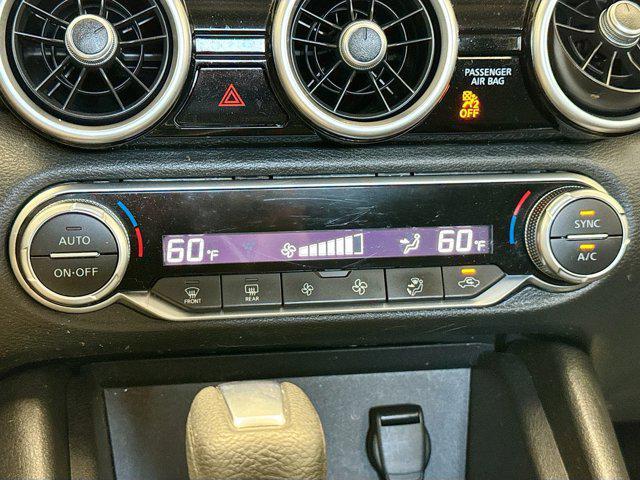 PASSENGER
AIR BAG
OFF
AUTO
ON•OFF
60°F
60°F
SYNC
A/C
FRONT
REAR